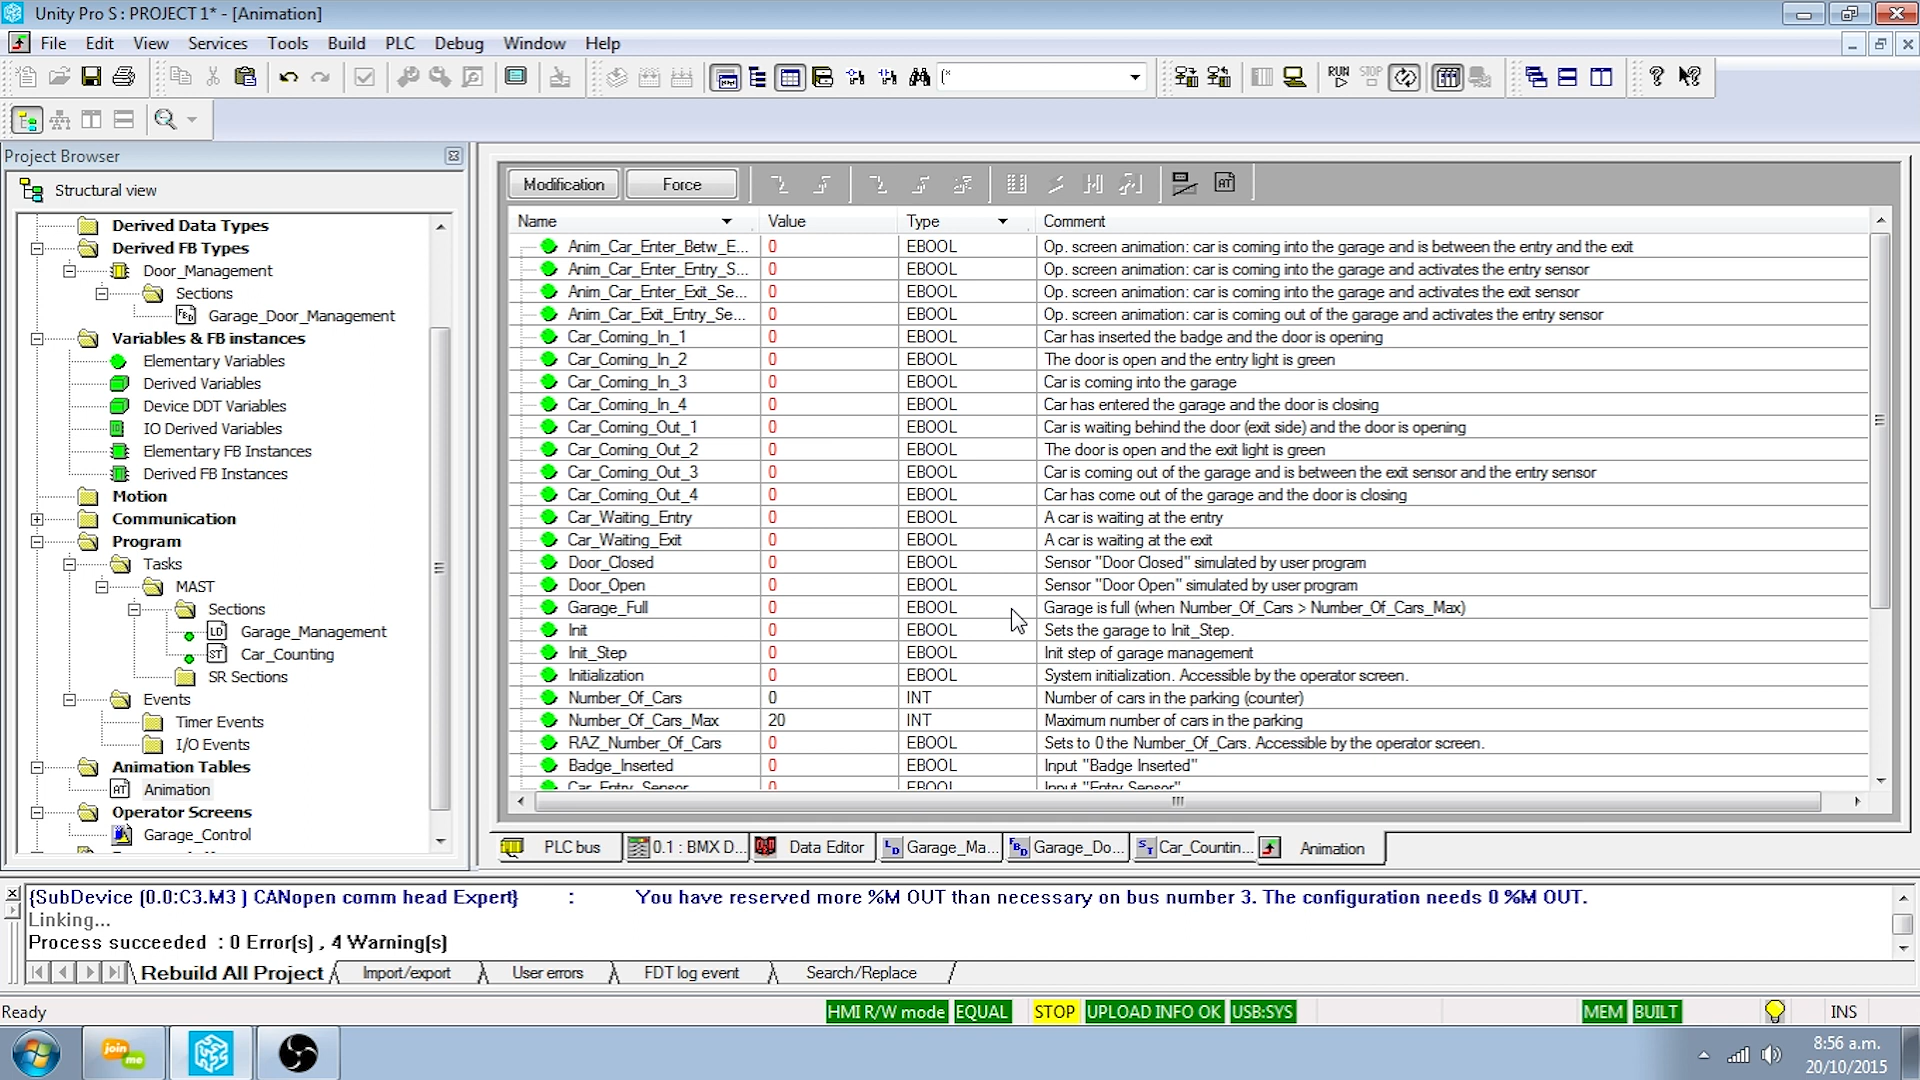 Unity Pro S : PROJECT 1* - [Animation]
File Edit View Services Tools Build PLC Debug Window Help
(*
RUN STOP
Project Browser
Structural view
Derived Data Types
Derived FB Types
Door_Management
Sections
Garage_Door_Management
Variables & FB instances
Elementary Variables
Derived Variables
Device DDT Variables
IO Derived Variables
Elementary FB Instances
Derived FB Instances
Motion
Communication
Program
Tasks
MAST
Sections
Garage_Management
Car_Counting
SR Sections
Events
Timer Events
I/O Events
Animation Tables
Animation
Operator Screens
Garage_Control
Modification Force
Name Value Type Comment
Anim_Car_Enter_Betw_E... 0 EBOOL Op. screen animation: car is coming into the garage and is between the entry and the exit
Anim_Car_Enter_Entry_S... 0 EBOOL Op. screen animation: car is coming into the garage and activates the entry sensor
Anim_Car_Enter_Exit_Se... 0 EBOOL Op. screen animation: car is coming into the garage and activates the exit sensor
Anim_Car_Exit_Entry_Se... 0 EBOOL Op. screen animation: car is coming out of the garage and activates the entry sensor
Car_Coming_In_1 0 EBOOL Car has inserted the badge and the door is opening
Car_Coming_In_2 0 EBOOL The door is open and the entry light is green
Car_Coming_In_3 0 EBOOL Car is coming into the garage
Car_Coming_In_4 0 EBOOL Car has entered the garage and the door is closing
Car_Coming_Out_1 0 EBOOL Car is waiting behind the door (exit side) and the door is opening
Car_Coming_Out_2 0 EBOOL The door is open and the exit light is green
Car_Coming_Out_3 0 EBOOL Car is coming out of the garage and is between the exit sensor and the entry sensor
Car_Coming_Out_4 0 EBOOL Car has come out of the garage and the door is closing
Car_Waiting_Entry 0 EBOOL A car is waiting at the entry
Car_Waiting_Exit 0 EBOOL A car is waiting at the exit
Door_Closed 0 EBOOL Sensor "Door Closed" simulated by user program
Door_Open 0 EBOOL Sensor "Door Open" simulated by user program
Garage_Full 0 EBOOL Garage is full (when Number_Of_Cars > Number_Of_Cars_Max)
Init 0 EBOOL Sets the garage to Init_Step.
Init_Step 0 EBOOL Init step of garage management
Initialization 0 EBOOL System initialization. Accessible by the operator screen.
Number_Of_Cars 0 INT Number of cars in the parking (counter)
Number_Of_Cars_Max 20 INT Maximum number of cars in the parking
RAZ_Number_Of_Cars 0 EBOOL Sets to 0 the Number_Of_Cars. Accessible by the operator screen.
Badge_Inserted 0 EBOOL Input "Badge Inserted"
Car_Entry_Sensor 0 EBOOL Input "Entry Sensor"
PLC bus 0.1 : BMX D... Data Editor Garage_Ma... Garage_Do... Car_Countin... Animation
{SubDevice (0.0:C3.M3 ) CANopen comm head Expert} : You have reserved more %M OUT than necessary on bus number 3. The configuration needs 0 %M OUT.
Linking...
Process succeeded : 0 Error(s) , 4 Warning(s)
Rebuild All Project Import/export User errors FDT log event Search/Replace
Ready HMI R/W mode EQUAL STOP UPLOAD INFO OK USB:SYS MEM BUILT INS
join me
8:56 a.m.
20/10/2015